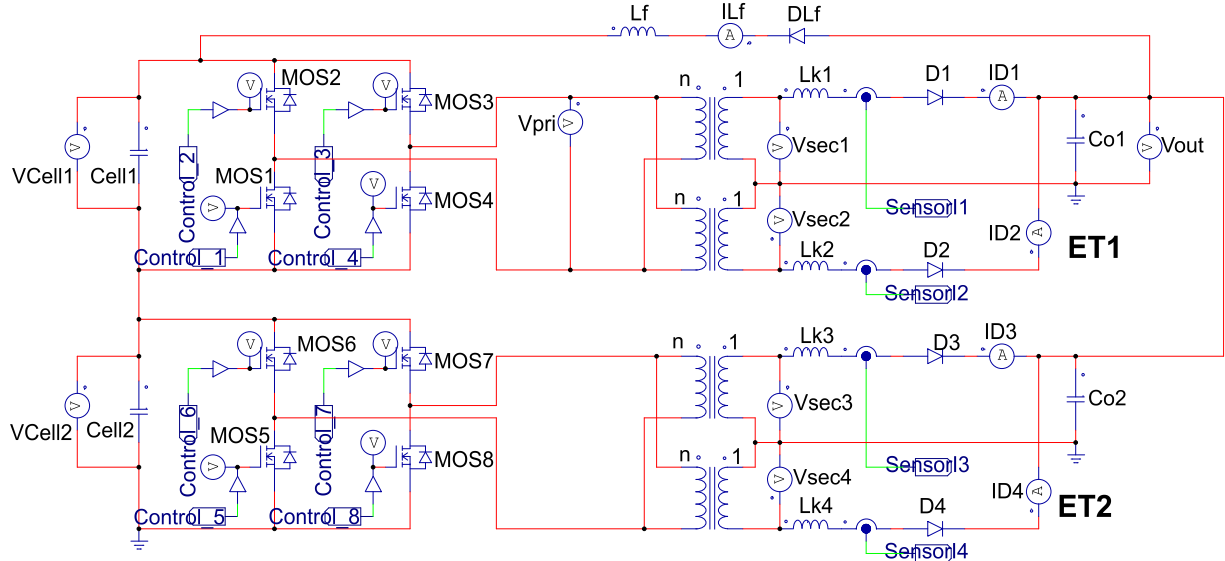 Lf ILf DLf
MOS2 MOS3
n 1 Lk1 D1 ID1
V
V
V
A
A
Vpri
V
VCell1 Cell1
V
Control_2
Control_3
Vsec1
V
Co1
Vout
V
MOS1 MOS4
V
V
n 1
Vsec2
V
SensorI1
ID2
A
ET1
Control_1 Control_4
Lk2 D2
SensorI2
MOS6 MOS7
V
V
n 1 Lk3 D3 ID3
A
VCell2 Cell2
V
Control_6
Control_7
Vsec3
V
Co2
MOS5 MOS8
V
V
n 1
Vsec4
V
SensorI3
ID4
A
ET2
Control_5 Control_8
Lk4 D4
SensorI4